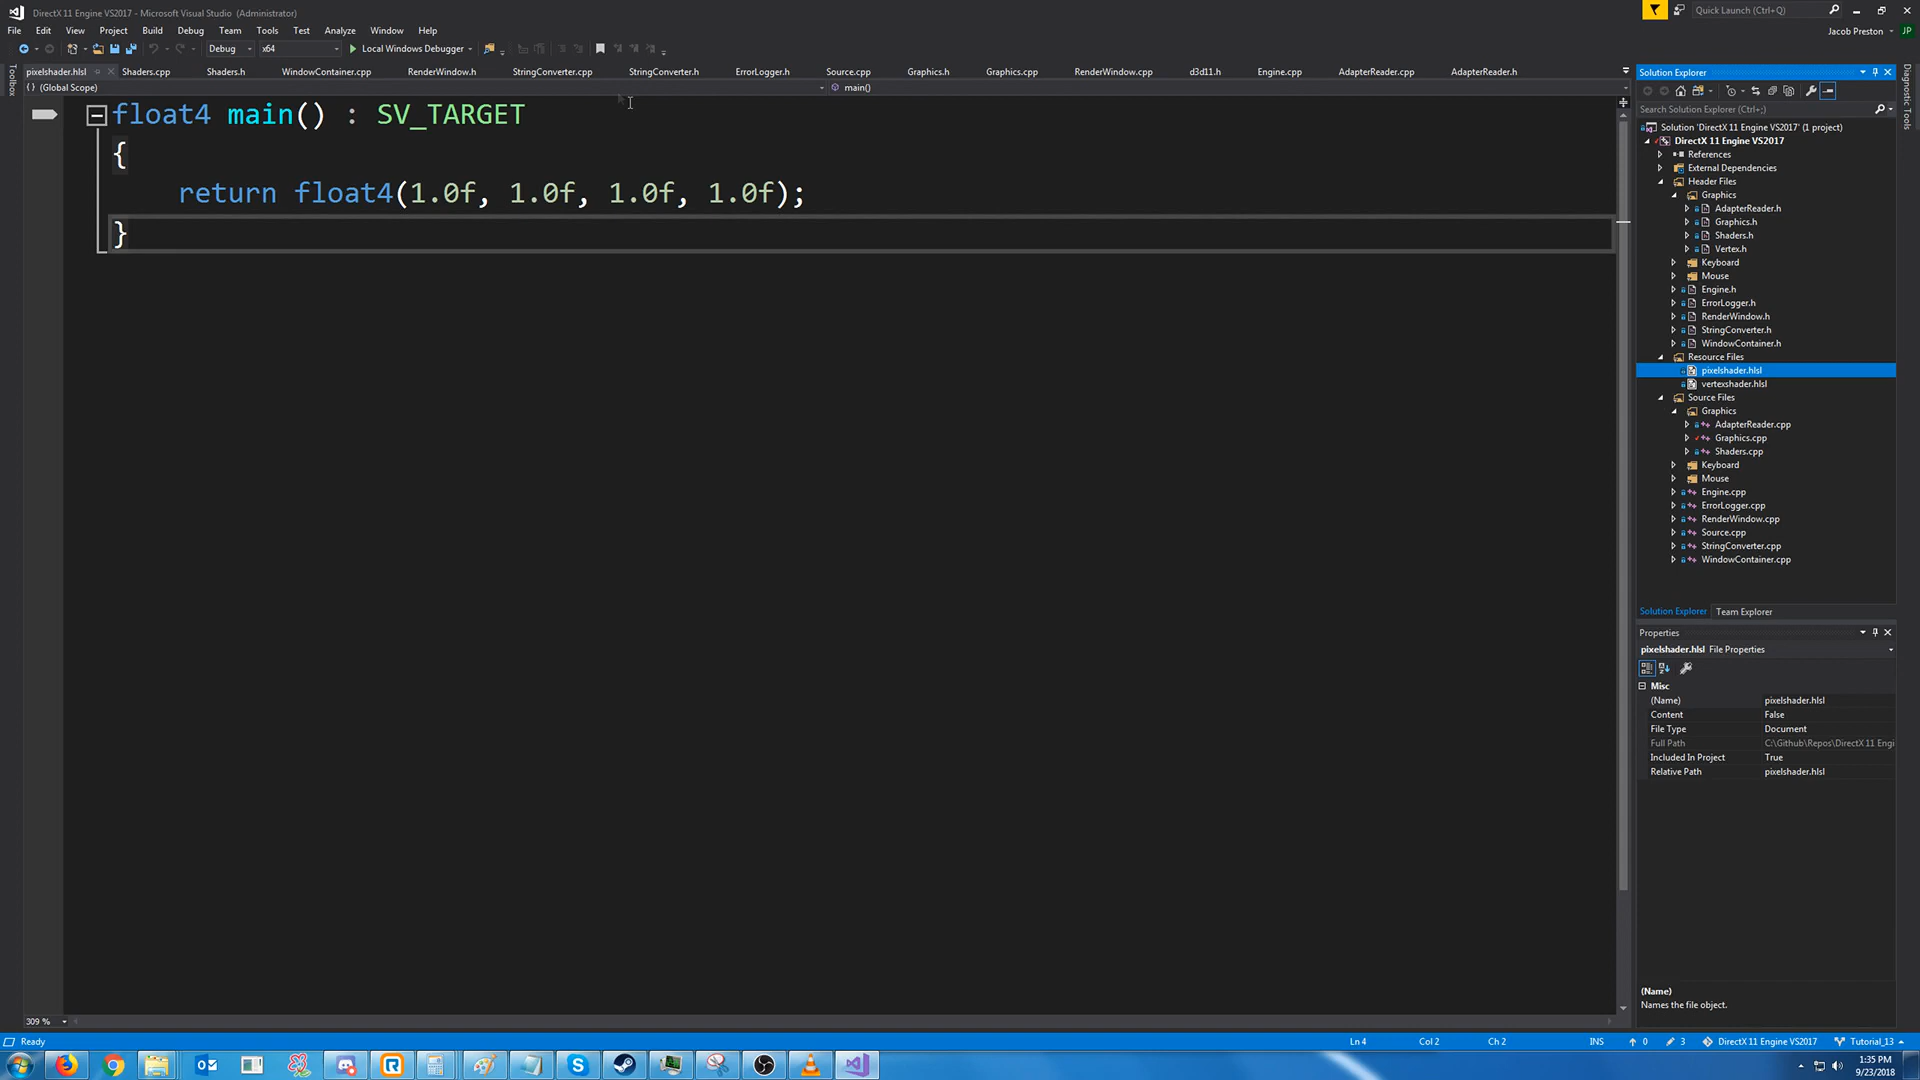 DirectX 11 Engine VS2017 - Microsoft Visual Studio (Administrator)
Quick Launch (Ctrl+Q)
File Edit View Project Build Debug Team Tools Test Analyze Window Help
Jacob Preston JP
Debug x64 Local Windows Debugger
pixelshader.hlsl Shaders.cpp Shaders.h WindowContainer.cpp RenderWindow.h StringConverter.cpp StringConverter.h ErrorLogger.h Source.cpp Graphics.h Graphics.cpp RenderWindow.cpp d3d11.h Engine.cpp AdapterReader.cpp AdapterReader.h
(Global Scope) main()
float4 main() : SV_TARGET
{
return float4(1.0f, 1.0f, 1.0f, 1.0f);
}
309 %
Toolbox
Diagnostic Tools
Solution Explorer
Search Solution Explorer (Ctrl+;)
Solution 'DirectX 11 Engine VS2017' (1 project)
DirectX 11 Engine VS2017
References
External Dependencies
Header Files
Graphics
AdapterReader.h
Graphics.h
Shaders.h
Vertex.h
Keyboard
Mouse
Engine.h
ErrorLogger.h
RenderWindow.h
StringConverter.h
WindowContainer.h
Resource Files
pixelshader.hlsl
vertexshader.hlsl
Source Files
Graphics
AdapterReader.cpp
Graphics.cpp
Shaders.cpp
Keyboard
Mouse
Engine.cpp
ErrorLogger.cpp
RenderWindow.cpp
Source.cpp
StringConverter.cpp
WindowContainer.cpp
Solution Explorer Team Explorer
Properties
pixelshader.hlsl File Properties
Misc
(Name) pixelshader.hlsl
Content False
File Type Document
Full Path C:\Github\Repos\DirectX 11 Engi
Included In Project True
Relative Path pixelshader.hlsl
(Name)
Names the file object.
Ready Ln 4 Col 2 Ch 2 INS 0 3 DirectX 11 Engine VS2017 Tutorial_13
1:35 PM
9/23/2018